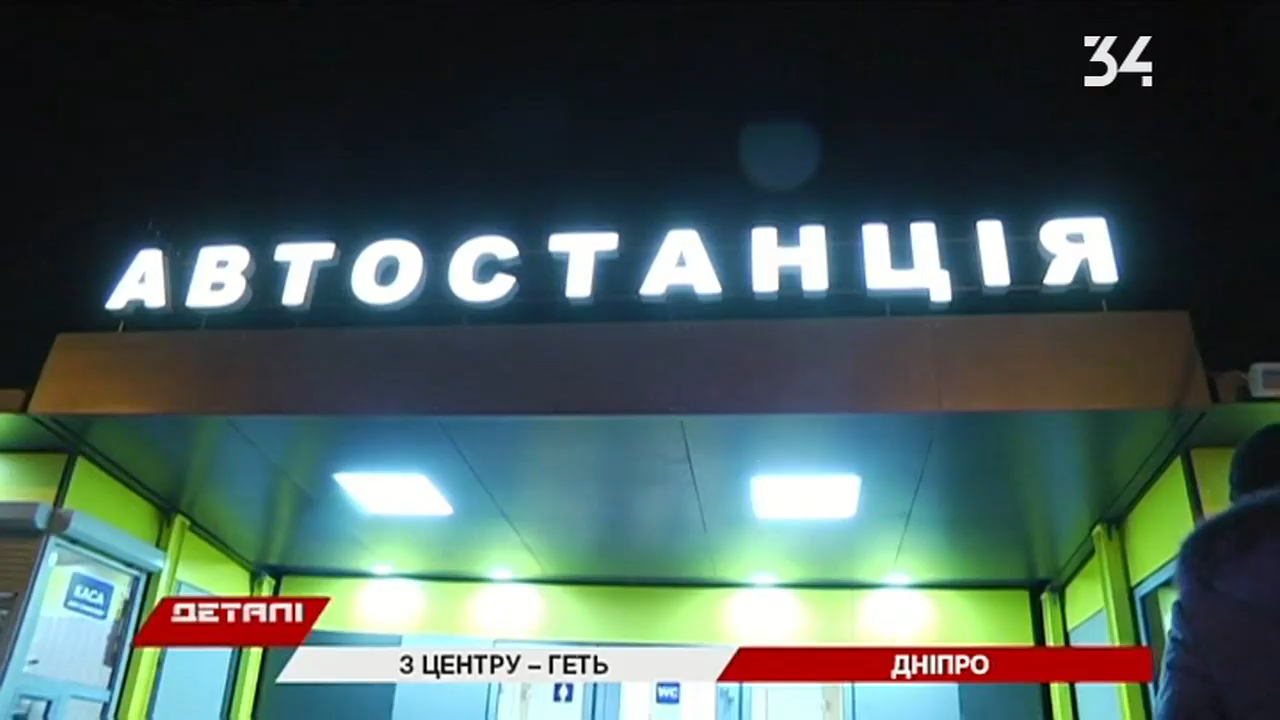 34
АВТОСТАНЦІЯ
КАСА
ДЕТАЛІ
З ЦЕНТРУ – ГЕТЬ
ДНІПРО
WC